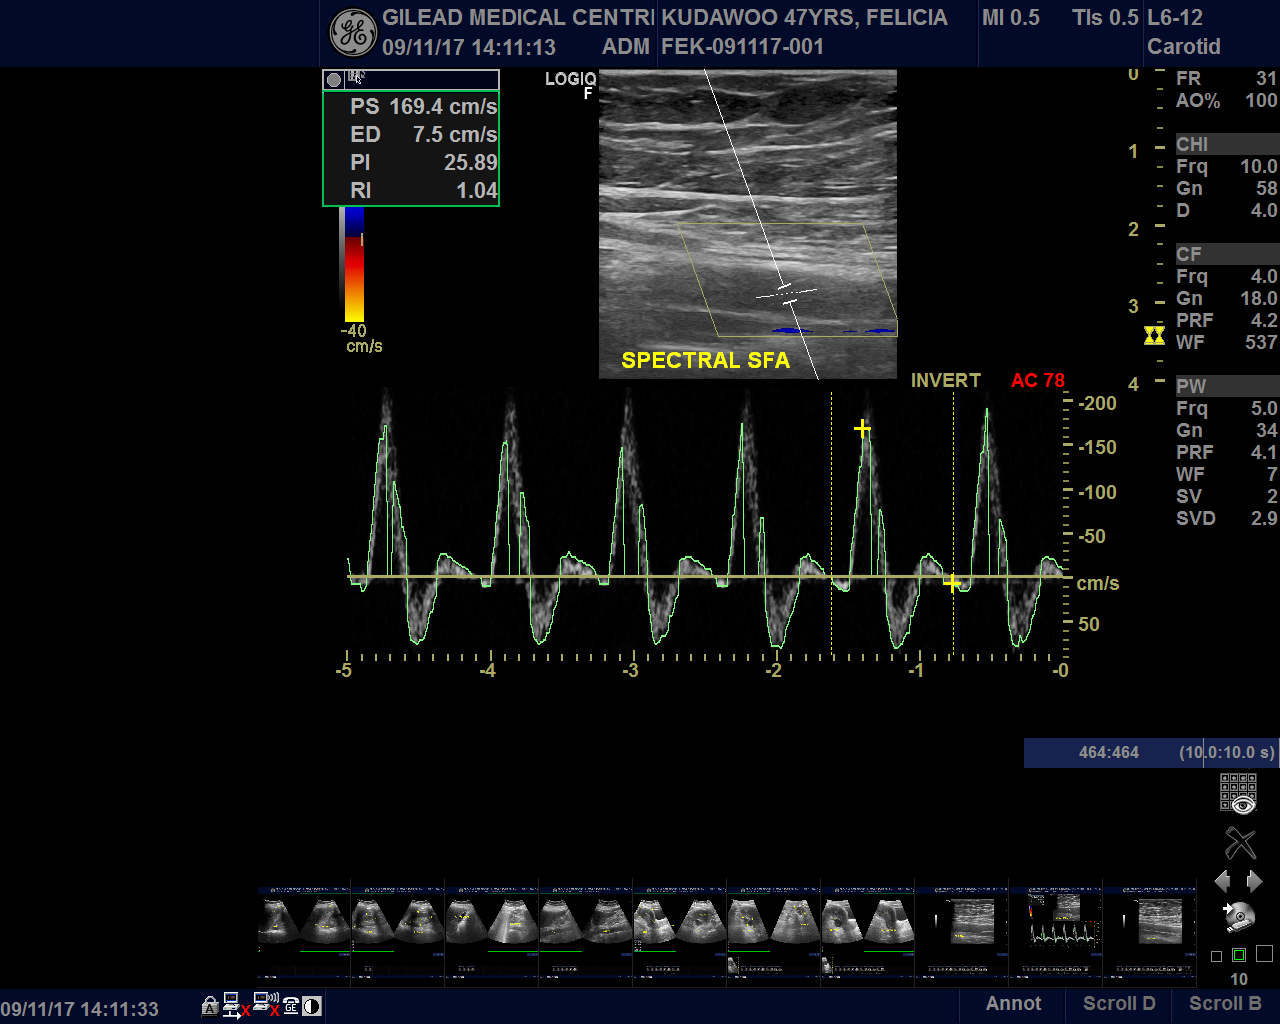 GILEAD MEDICAL CENTRI
KUDAWOO 47YRS, FELICIA
MI 0.5
TIs 0.5
L6-12
09/11/17 14:11:13
ADM
FEK-091117-001
Carotid
PS 169.4 cm/s
ED 7.5 cm/s
PI 25.89
RI 1.04
-40
cm/s
LOGIQ
F
SPECTRAL SFA
0
1
2
3
4
FR 31
AO% 100
CHI
Frq 10.0
Gn 58
D 4.0
CF
Frq 4.0
Gn 18.0
PRF 4.2
WF 537
PW
Frq 5.0
Gn 34
PRF 4.1
WF 7
SV 2
SVD 2.9
INVERT
AC 78
-200
-150
-100
-50
cm/s
50
-5 -4 -3 -2 -1 -0
464:464 (10.0:10.0 s)
10
09/11/17 14:11:33
Annot
Scroll D
Scroll B